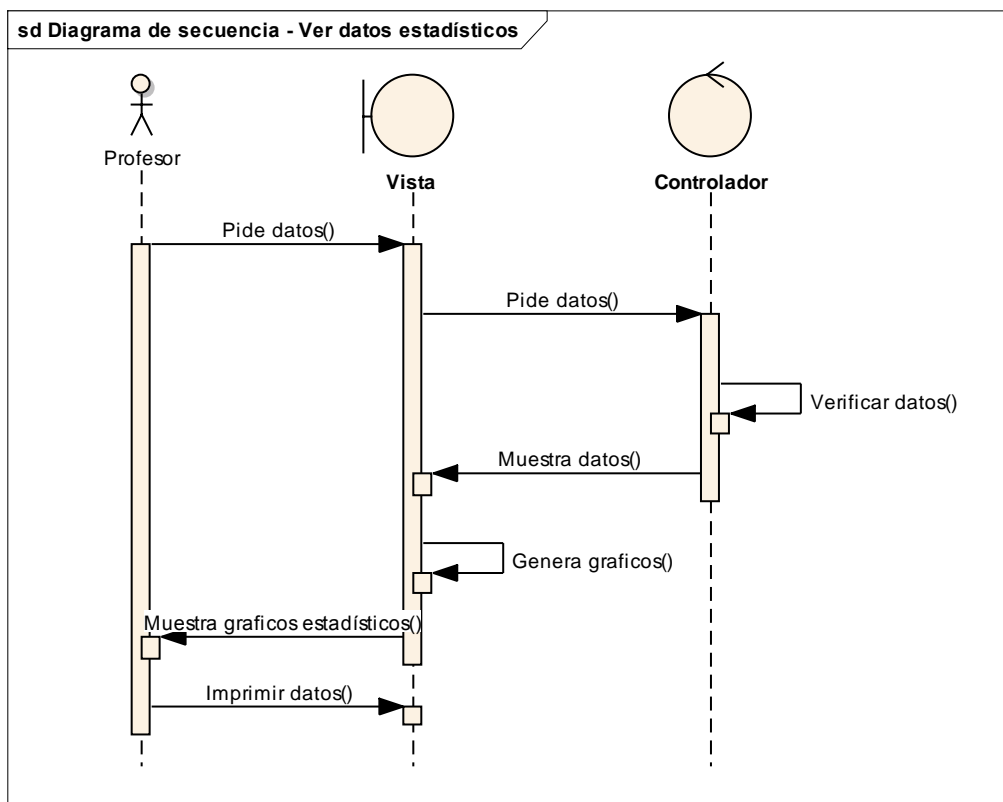 sd Diagrama de secuencia - Ver datos estadísticos
Profesor
Vista
Controlador
Pide datos()
Pide datos()
Verificar datos()
Muestra datos()
Genera graficos()
Muestra graficos estadísticos()
Imprimir datos()